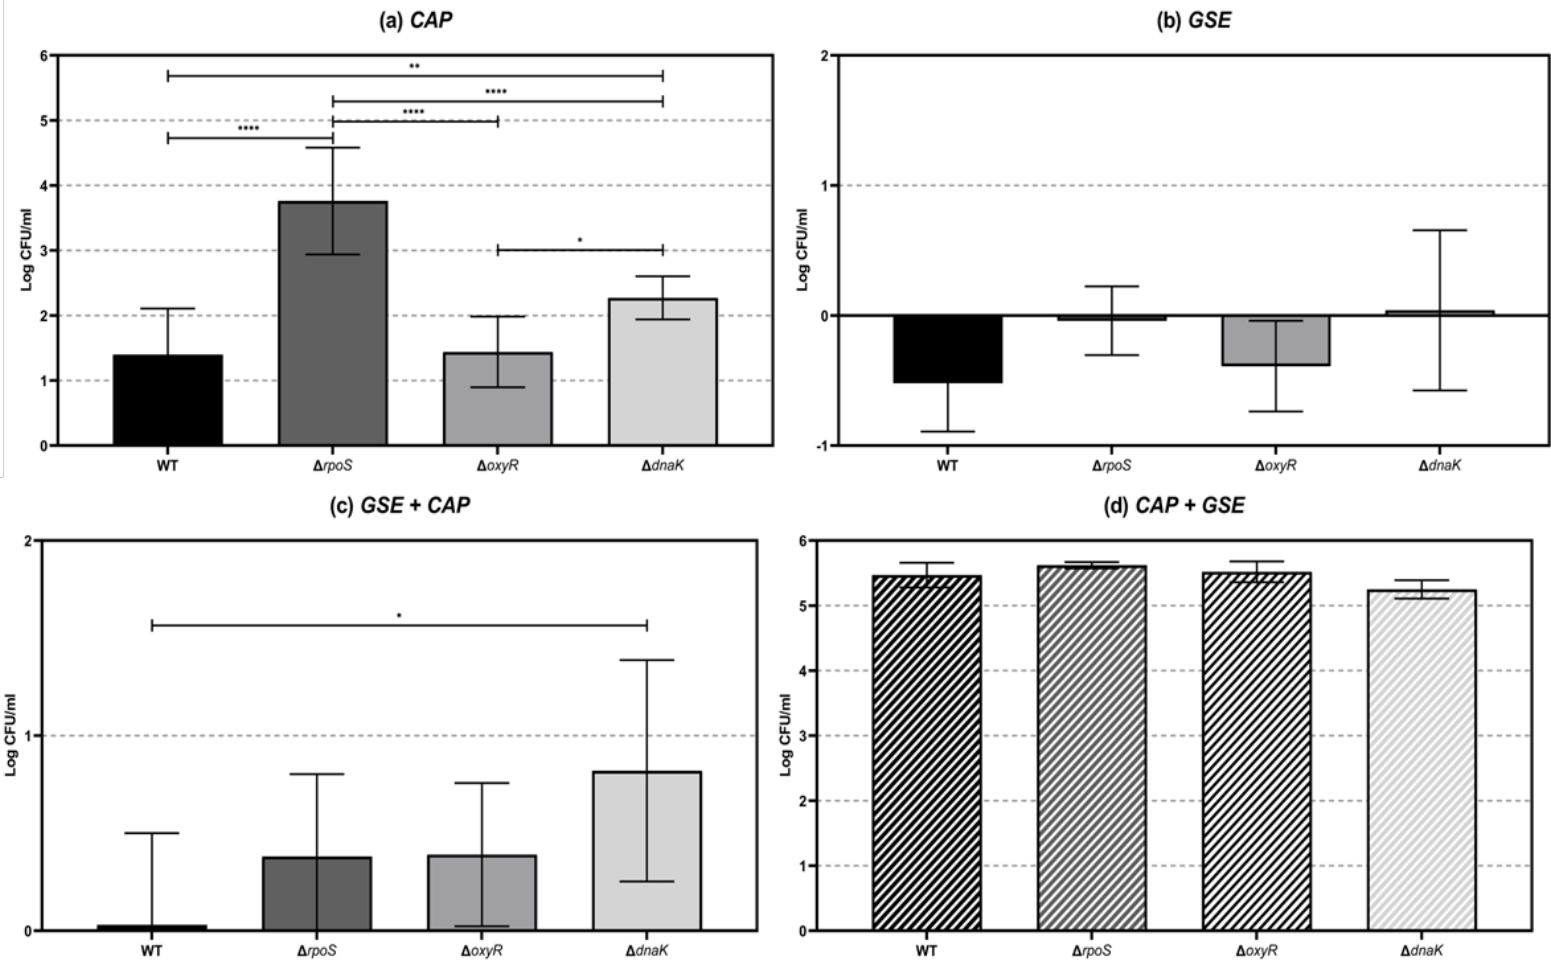 (a) CAP
6
5
4
3
2
1
0
Log CFU/ml
**
****
****
****
*
WT
ΔrpoS
ΔoxyR
ΔdnaK
(b) GSE
2
1
0
-1
Log CFU/ml
WT
ΔrpoS
ΔoxyR
ΔdnaK
(c) GSE + CAP
2
1
0
Log CFU/ml
*
WT
ΔrpoS
ΔoxyR
ΔdnaK
(d) CAP + GSE
6
5
4
3
2
1
0
Log CFU/ml
WT
ΔrpoS
ΔoxyR
ΔdnaK